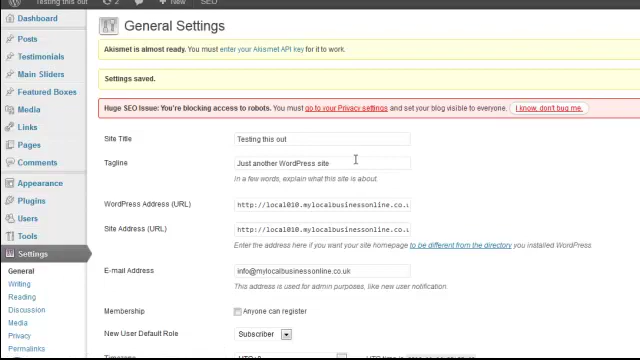 Testing this out 2 + New SEO
Dashboard
Posts
Testimonials
Main Sliders
Featured Boxes
Media
Links
Pages
Comments
Appearance
Plugins
Users
Tools
Settings
General
Writing
Reading
Discussion
Media
Privacy
Permalinks
General Settings
Akismet is almost ready. You must enter your Akismet API key for it to work.
Settings saved.
Huge SEO Issue: You're blocking access to robots. You must go to your Privacy settings and set your blog visible to everyone. I know, don't bug me.
Site Title Testing this out
Tagline Just another WordPress site
In a few words, explain what this site is about.
WordPress Address (URL) http://local010.mylocalbusinessonline.co.u
Site Address (URL) http://local010.mylocalbusinessonline.co.u
Enter the address here if you want your site homepage to be different from the directory you installed WordPress
E-mail Address info@mylocalbusinessonline.co.uk
This address is used for admin purposes, like new user notification.
Membership Anyone can register
New User Default Role Subscriber
Timezone UTC+0